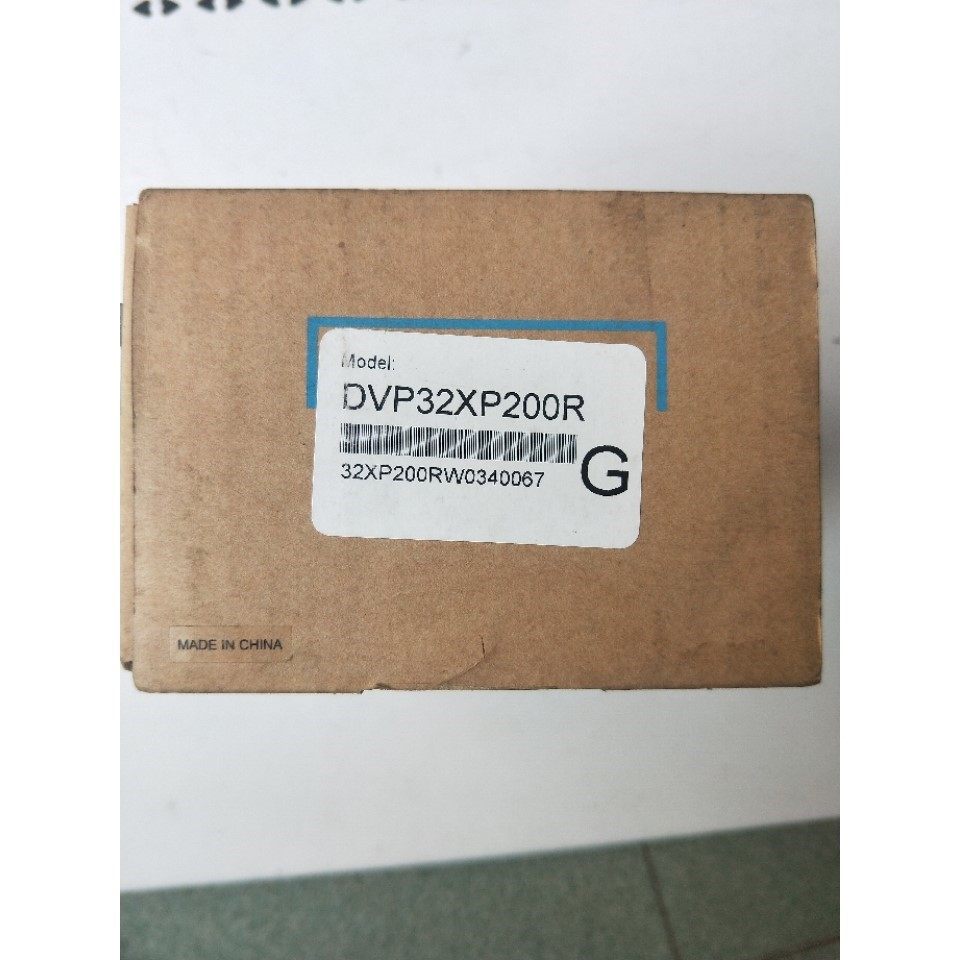 Model:
DVP32XP200R
32XP200RW0340067
G
MADE IN CHINA